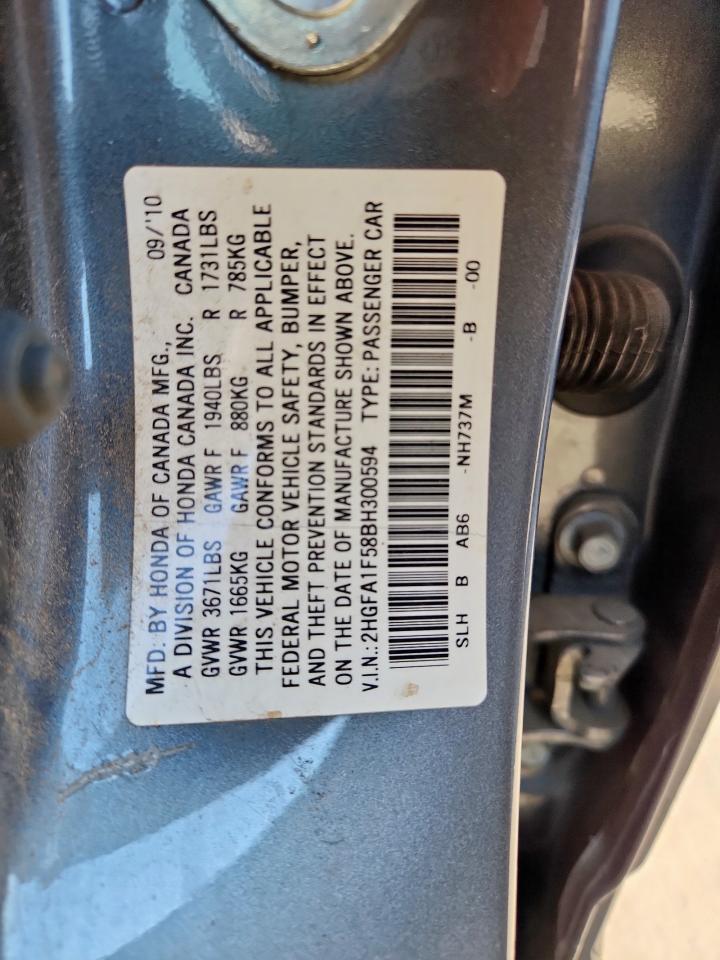 MFD. BY HONDA OF CANADA MFG., 09/'10
A DIVISION OF HONDA CANADA INC. CANADA
GVWR 3671LBS GAWR F 1940LBS R 1731LBS
GVWR 1665KG GAWR F 880KG R 785KG
THIS VEHICLE CONFORMS TO ALL APPLICABLE
FEDERAL MOTOR VEHICLE SAFETY, BUMPER,
AND THEFT PREVENTION STANDARDS IN EFFECT
ON THE DATE OF MANUFACTURE SHOWN ABOVE.
V.I.N.: 2HGFA1F58BH300594 TYPE: PASSENGER CAR
SLH B AB6 -NH737M -B -00